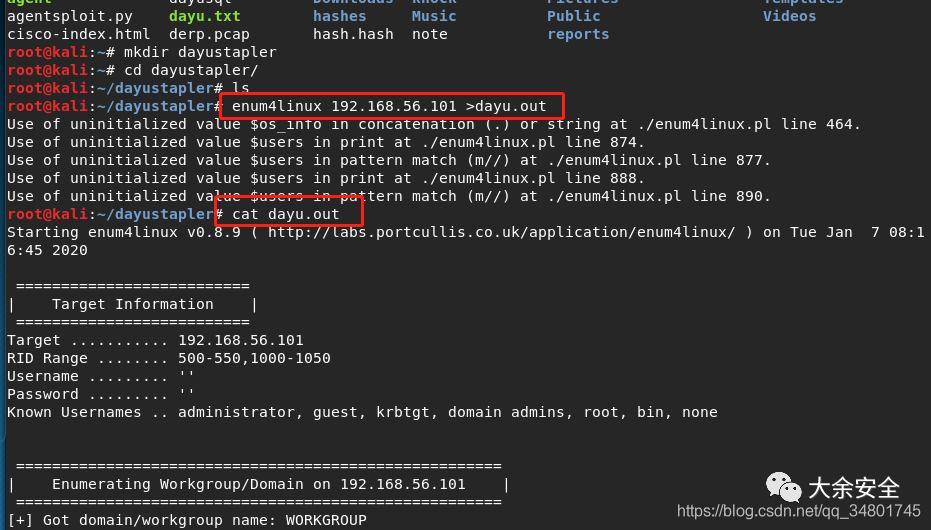 agent dayusql Downloads knock Pictures Templates
agentsploit.py dayu.txt hashes Music Public Videos
cisco-index.html derp.pcap hash.hash note reports
root@kali:~# mkdir dayustapler
root@kali:~# cd dayustapler/
root@kali:~/dayustapler# ls
root@kali:~/dayustapler# enum4linux 192.168.56.101 >dayu.out
Use of uninitialized value $os_info in concatenation (.) or string at ./enum4linux.pl line 464.
Use of uninitialized value $users in print at ./enum4linux.pl line 874.
Use of uninitialized value $users in pattern match (m//) at ./enum4linux.pl line 877.
Use of uninitialized value $users in print at ./enum4linux.pl line 888.
Use of uninitialized value $users in pattern match (m//) at ./enum4linux.pl line 890.
root@kali:~/dayustapler# cat dayu.out
Starting enum4linux v0.8.9 ( http://labs.portcullis.co.uk/application/enum4linux/ ) on Tue Jan  7 08:1
6:45 2020
==========================
|    Target Information    |
==========================
Target ........... 192.168.56.101
RID Range ........ 500-550,1000-1050
Username ......... ''
Password ......... ''
Known Usernames .. administrator, guest, krbtgt, domain admins, root, bin, none
======================================================
|    Enumerating Workgroup/Domain on 192.168.56.101    |
======================================================
[+] Got domain/workgroup name: WORKGROUP
大余安全
https://blog.csdn.net/qq_34801745